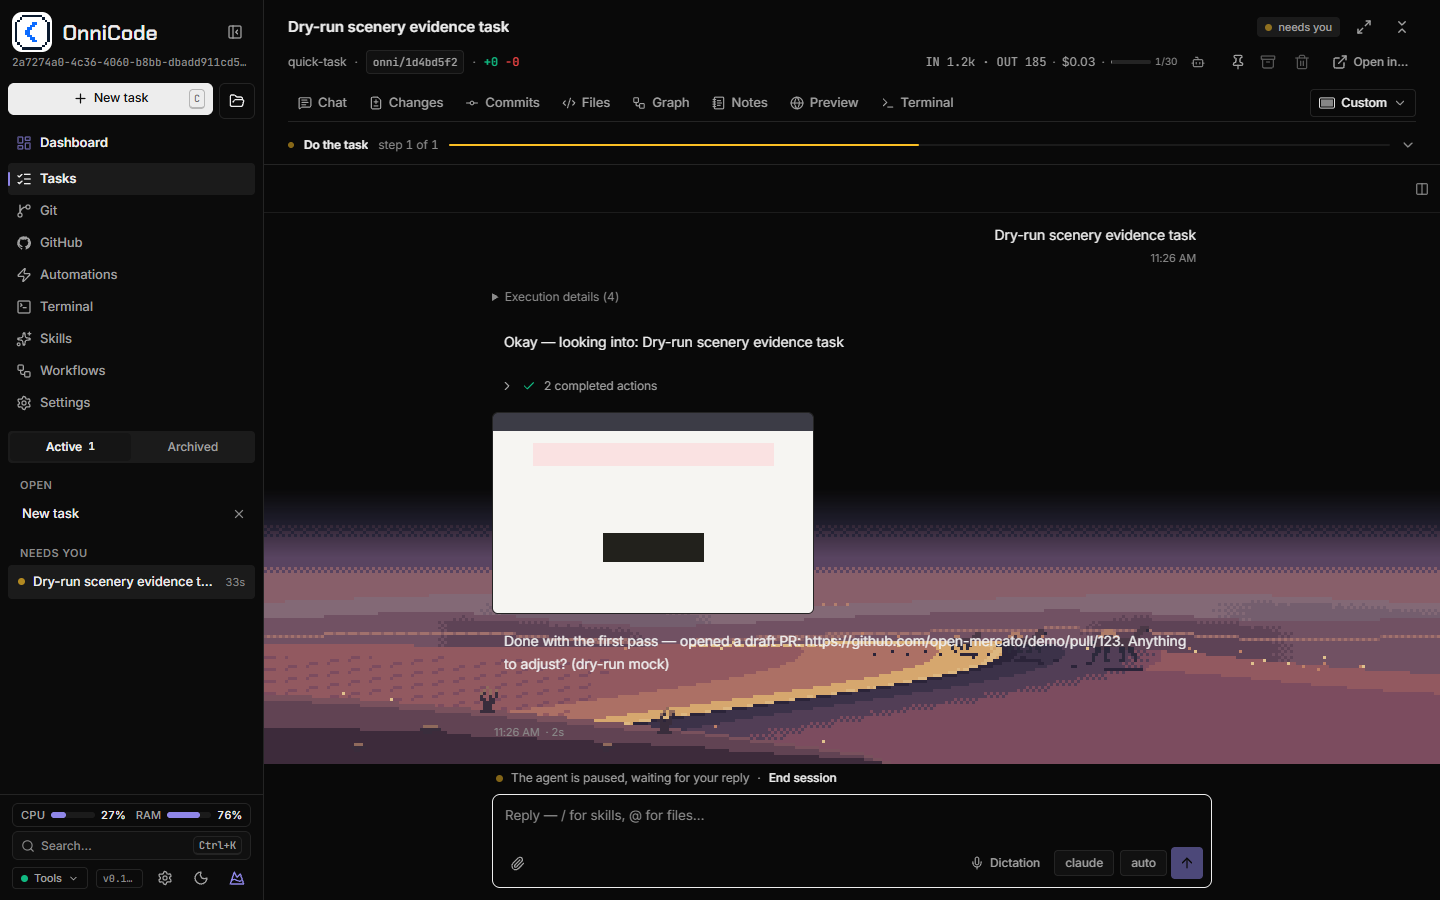 OnniCode
2a7274a0-4c36-4060-b8bb-dbadd911cd5…
New task
C
Dashboard
Tasks
Git
GitHub
Automations
Terminal
Skills
Workflows
Settings
Active 1
Archived
OPEN
New task
NEEDS YOU
Dry-run scenery evidence t... 33s
CPU 27% RAM 76%
Search... Ctrl+K
Tools v0.1…
Dry-run scenery evidence task
needs you
quick-task · onni/1d4bd5f2 · +0 -0
IN 1.2k · OUT 185 · $0.03 · 1/30
Open in...
Chat Changes Commits Files Graph Notes Preview Terminal
Custom
Do the task step 1 of 1
Dry-run scenery evidence task
11:26 AM
Execution details (4)
Okay — looking into: Dry-run scenery evidence task
2 completed actions
Done with the first pass — opened a draft PR: https://github.com/open-mercato/demo/pull/123. Anything
to adjust? (dry-run mock)
11:26 AM · 2s
The agent is paused, waiting for your reply · End session
Reply — / for skills, @ for files...
Dictation claude auto